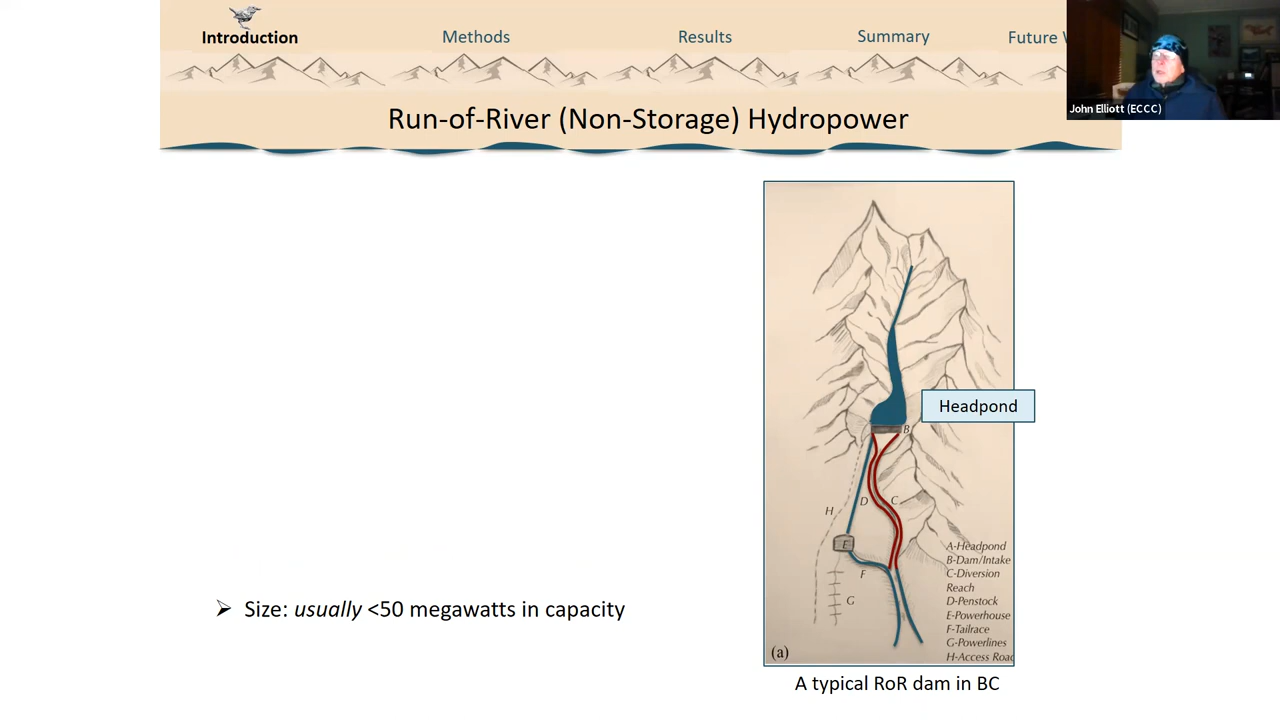 Introduction
Methods
Results
Summary
Future
John Elliott (ECCC)
Run-of-River (Non-Storage) Hydropower
Headpond
B
D
C
H
E
F
G
A-Headpond
B-Dam/Intake
C-Diversion
Reach
D-Penstock
E-Powerhouse
F-Tailrace
G-Powerlines
H-Access Road
(a)
➢ Size: usually <50 megawatts in capacity
A typical RoR dam in BC